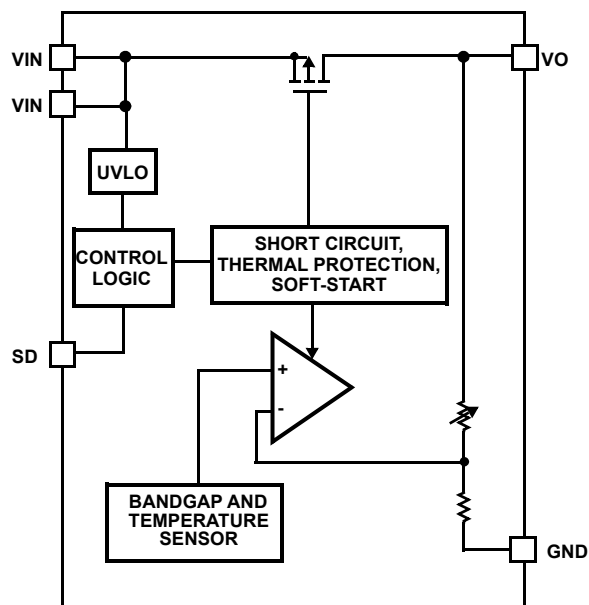 VIN
VO
VIN
UVLO
CONTROL
LOGIC
SHORT CIRCUIT,
THERMAL PROTECTION,
SOFT-START
SD
+
-
BANDGAP AND
TEMPERATURE
SENSOR
GND